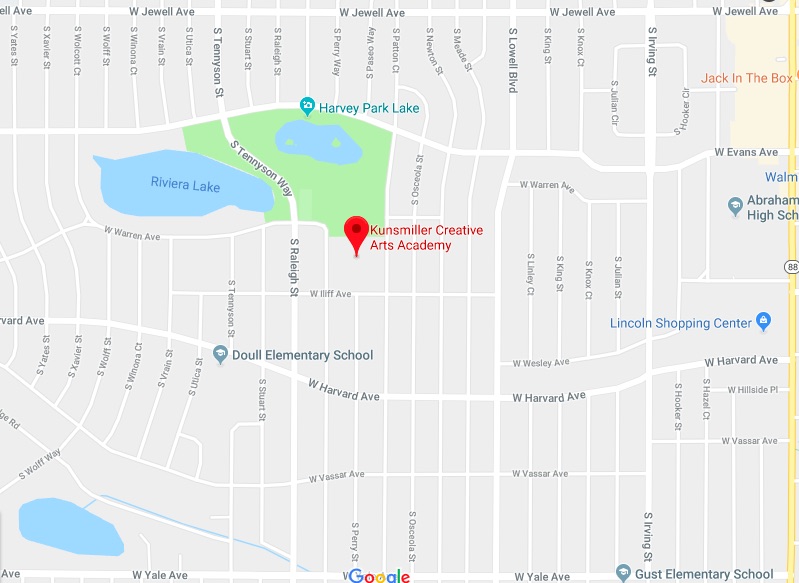 ell Ave
W Jewell Ave
W Jewell Ave
W Jewell Ave
S Yates St
S Xavier St
S Wolcott Ct
S Wolff St
S Winona Ct
S Vrain St
S Utica St
S Tennyson St
S Stuart St
S Raleigh St
S Perry Way
S Paseo Way
S Patton Ct
S Newton St
S Meade St
S Lowell Blvd
S King St
S Knox Ct
S Irving St
S Julian Cir
S Hooker Cir
Jack In The Box
Harvey Park Lake
W Evans Ave
S Tennyson Way
S Osceola St
Riviera Lake
W Warren Ave
Walm
Abraham
High Sch
Kunsmiller Creative
Arts Academy
W Warren Ave
S Raleigh St
S Linley Ct
S King St
S Knox Ct
S Julian St
88
S Tennyson St
W Iliff Ave
arvard Ave
Lincoln Shopping Center
S Yates St
S Xavier St
S Wolff St
S Winona Ct
S Vrain St
S Utica St
Doull Elementary School
S Stuart St
W Wesley Ave
W Harvard Ave
W Harvard Ave
W Harvard Ave
S Hooker St
S Hazel Ct
W Hillside Pl
dge Rd
S Wolff Way
W Vassar Ave
W Vassar Ave
W Vassar Ave
S Perry St
S Osceola St
S Irving St
Ave
W Yale Ave
Google
W Yale Ave
Gust Elementary School